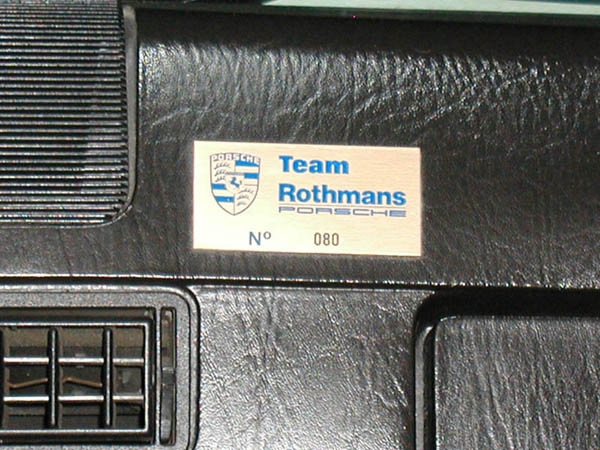 PORSCHE
Team
Rothmans
PORSCHE
Nº 080